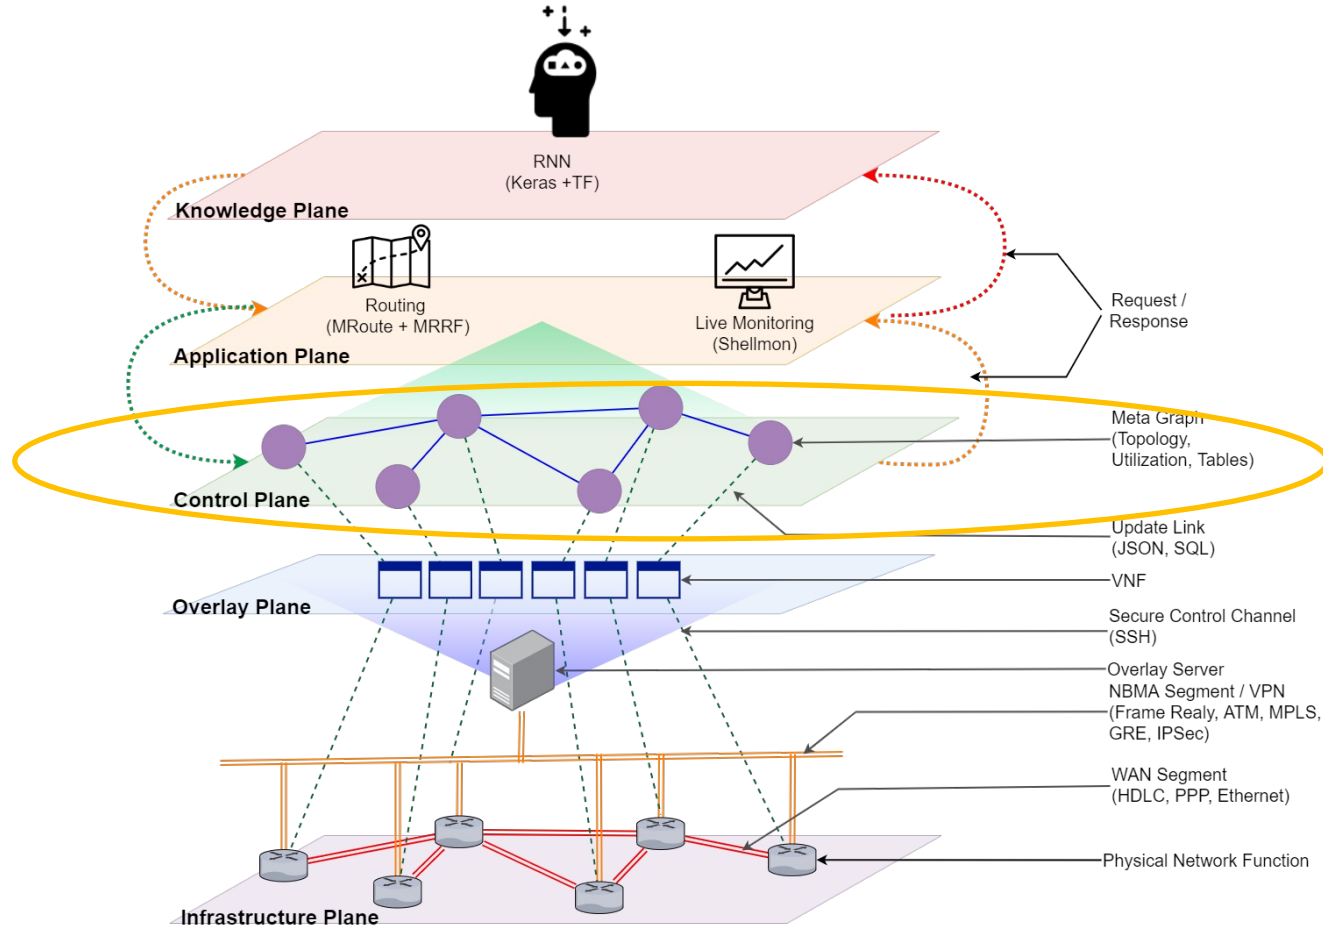 RNN
(Keras +TF)
Knowledge Plane
Routing
(MRoute + MRRF)
Live Monitoring
(Shellmon)
Application Plane
Request /
Response
Meta Graph
(Topology,
Utilization, Tables)
Control Plane
Update Link
(JSON, SQL)
VNF
Overlay Plane
Secure Control Channel
(SSH)
Overlay Server
NBMA Segment / VPN
(Frame Realy, ATM, MPLS,
GRE, IPSec)
WAN Segment
(HDLC, PPP, Ethernet)
Physical Network Function
Infrastructure Plane